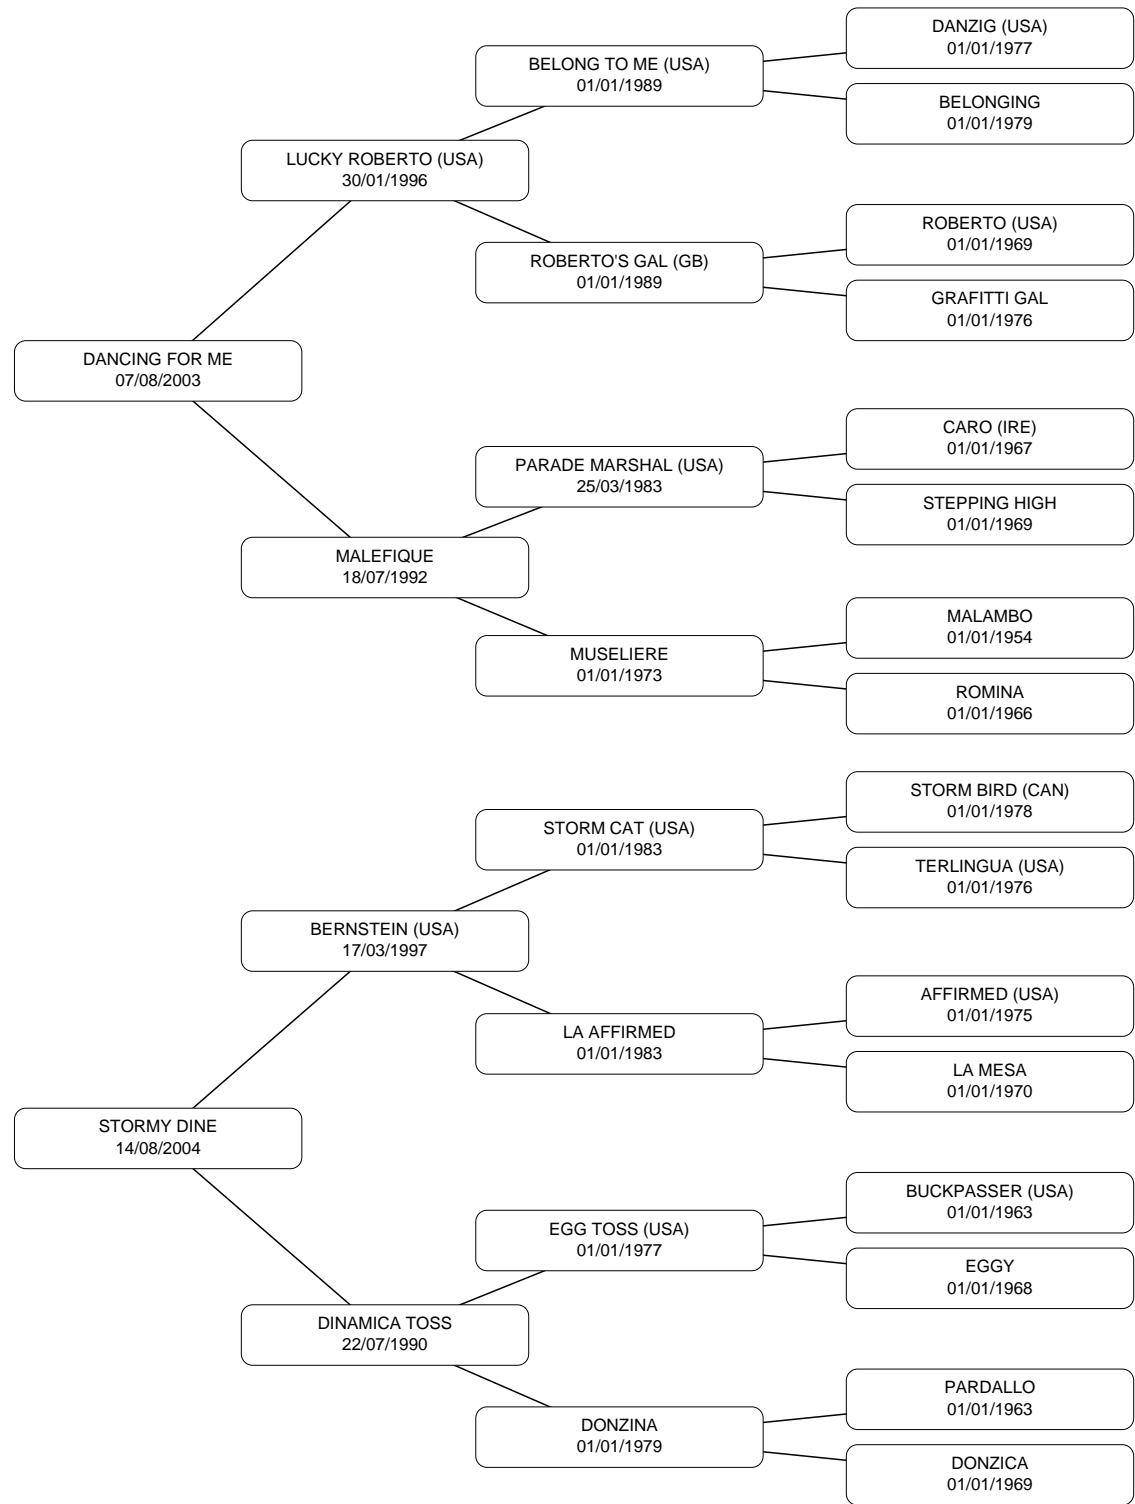 DANZIG (USA)
01/01/1977
BELONG TO ME (USA)
01/01/1989
BELONGING
01/01/1979
LUCKY ROBERTO (USA)
30/01/1996
ROBERTO (USA)
01/01/1969
ROBERTO'S GAL (GB)
01/01/1989
GRAFITTI GAL
01/01/1976
DANCING FOR ME
07/08/2003
CARO (IRE)
01/01/1967
PARADE MARSHAL (USA)
25/03/1983
STEPPING HIGH
01/01/1969
MALEFIQUE
18/07/1992
MALAMBO
01/01/1954
MUSELIERE
01/01/1973
ROMINA
01/01/1966
STORM BIRD (CAN)
01/01/1978
STORM CAT (USA)
01/01/1983
TERLINGUA (USA)
01/01/1976
BERNSTEIN (USA)
17/03/1997
AFFIRMED (USA)
01/01/1975
LA AFFIRMED
01/01/1983
LA MESA
01/01/1970
STORMY DINE
14/08/2004
BUCKPASSER (USA)
01/01/1963
EGG TOSS (USA)
01/01/1977
EGGY
01/01/1968
DINAMICA TOSS
22/07/1990
PARDALLO
01/01/1963
DONZINA
01/01/1979
DONZICA
01/01/1969